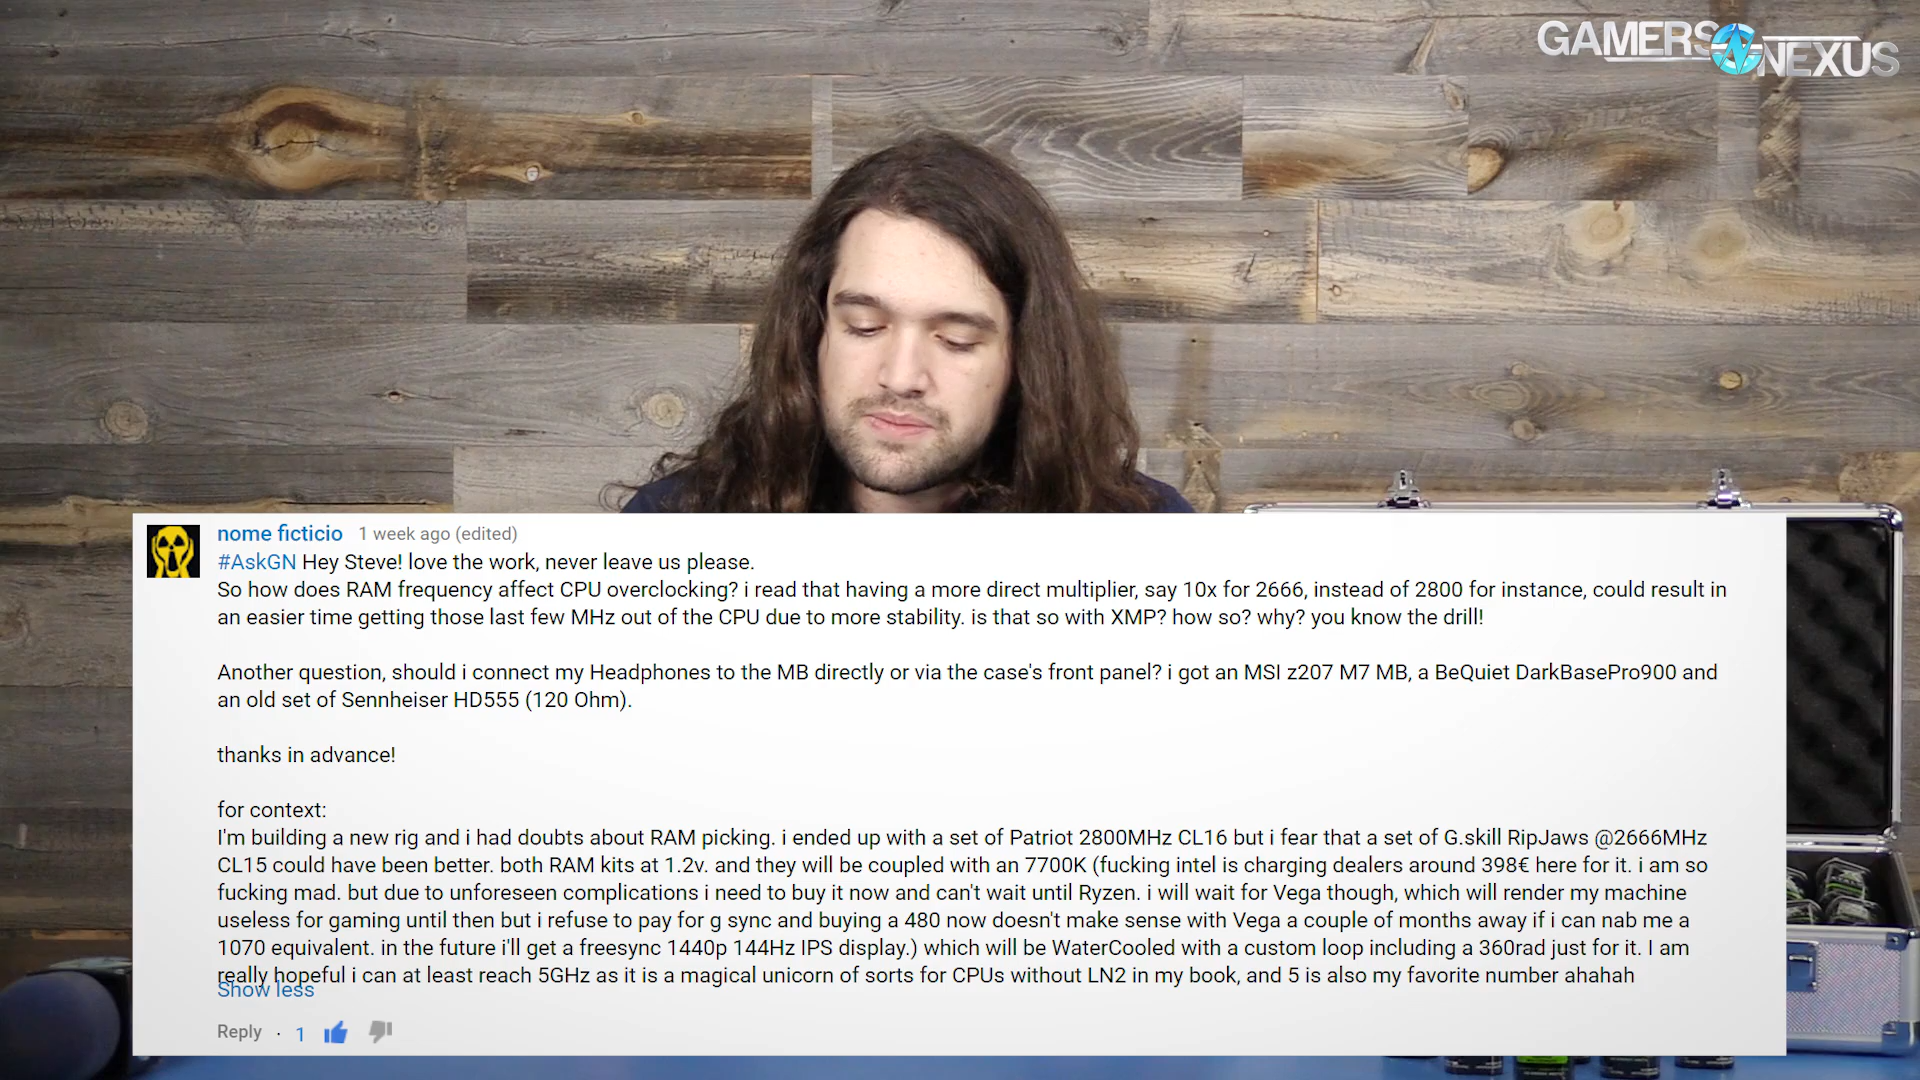 GAMERS NEXUS
nome ficticio 1 week ago (edited)
#AskGN Hey Steve! love the work, never leave us please.
So how does RAM frequency affect CPU overclocking? i read that having a more direct multiplier, say 10x for 2666, instead of 2800 for instance, could result in
an easier time getting those last few MHz out of the CPU due to more stability. is that so with XMP? how so? why? you know the drill!
Another question, should i connect my Headphones to the MB directly or via the case's front panel? i got an MSI z207 M7 MB, a BeQuiet DarkBasePro900 and
an old set of Sennheiser HD555 (120 Ohm).
thanks in advance!
for context:
I'm building a new rig and i had doubts about RAM picking. i ended up with a set of Patriot 2800MHz CL16 but i fear that a set of G.skill RipJaws @2666MHz
CL15 could have been better. both RAM kits at 1.2v. and they will be coupled with an 7700K (fucking intel is charging dealers around 398€ here for it. i am so
fucking mad. but due to unforeseen complications i need to buy it now and can't wait until Ryzen. i will wait for Vega though, which will render my machine
useless for gaming until then but i refuse to pay for g sync and buying a 480 now doesn't make sense with Vega a couple of months away if i can nab me a
1070 equivalent. in the future i'll get a freesync 1440p 144Hz IPS display.) which will be WaterCooled with a custom loop including a 360rad just for it. I am
really hopeful i can at least reach 5GHz as it is a magical unicorn of sorts for CPUs without LN2 in my book, and 5 is also my favorite number ahahah
Show less
Reply · 1